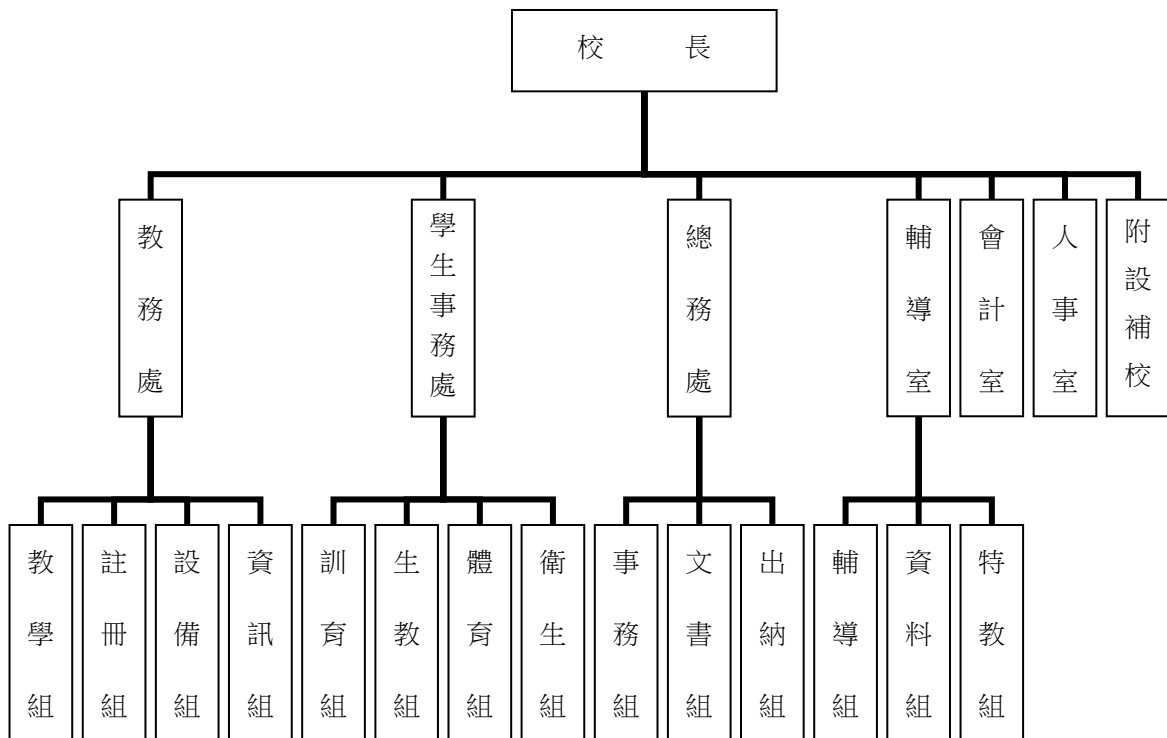 校長
教務處
學生事務處
總務處
輔導室
會計室
人事室
附設補校
教學組
註冊組
設備組
資訊組
訓育組
生教組
體育組
衛生組
事務組
文書組
出納組
輔導組
資料組
特教組